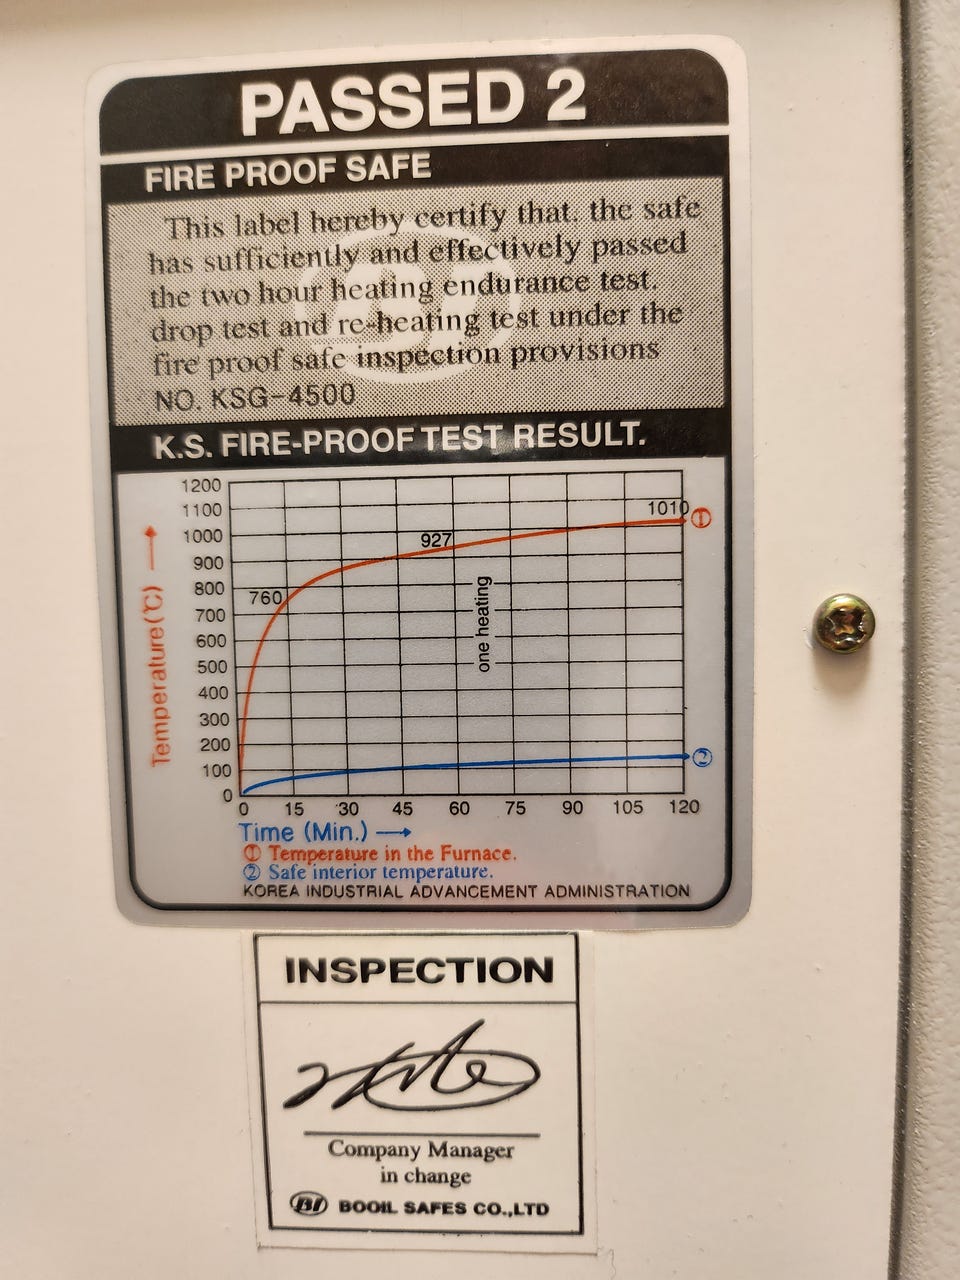 PASSED 2
FIRE PROOF SAFE
This label hereby certify that. the safe
has sufficiently and effectively passed
the two hour heating endurance test.
drop test and re-heating test under the
fire proof safe inspection provisions
NO. KSG-4500
K.S. FIRE-PROOF TEST RESULT.
1200
1100
1000
900
800
700
600
500
400
300
200
100
0
Temperature(℃) →
760
927
1010
①
one heating
②
0 15 30 45 60 75 90 105 120
Time (Min.) →
① Temperature in the Furnace.
② Safe interior temperature.
KOREA INDUSTRIAL ADVANCEMENT ADMINISTRATION
INSPECTION
Company Manager
in change
BI BOOIL SAFES CO.,LTD